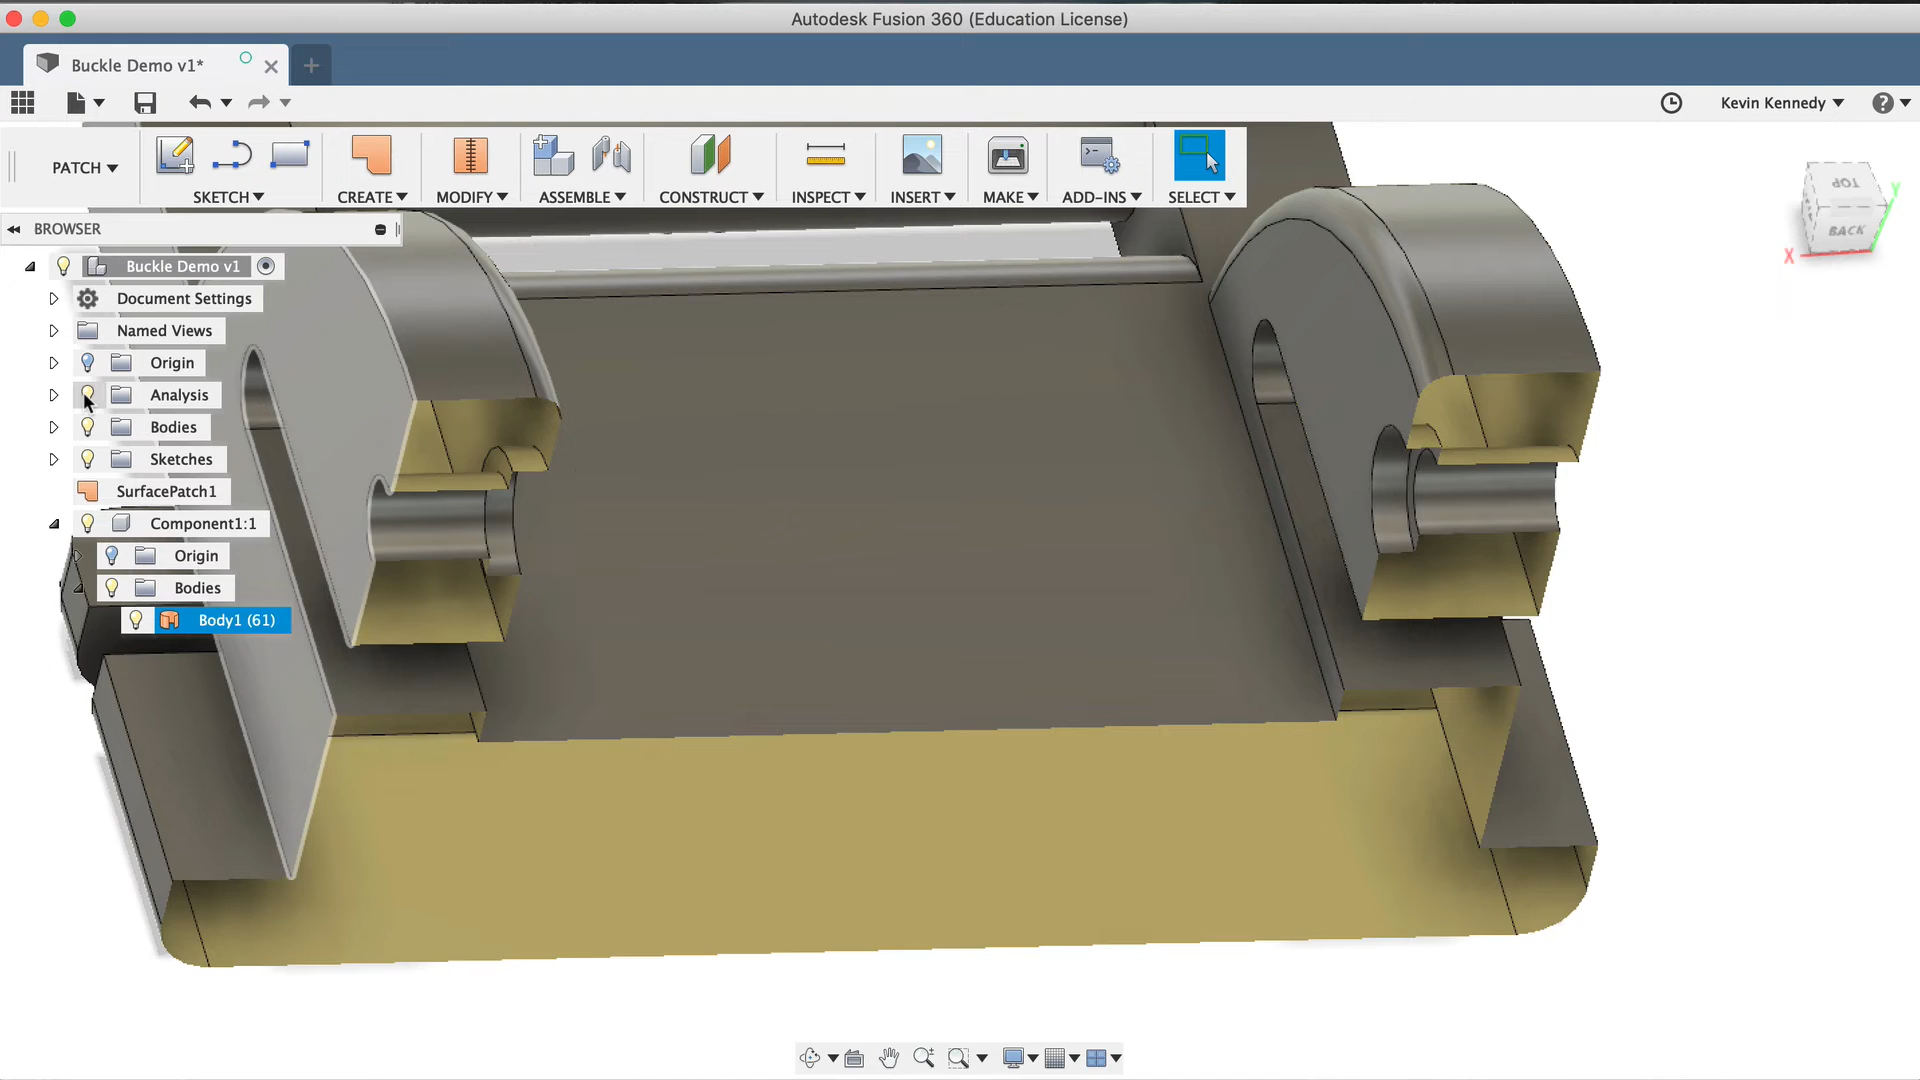 Autodesk Fusion 360 (Education License)
Buckle Demo v1*
Kevin Kennedy
PATCH
SKETCH
CREATE
MODIFY
ASSEMBLE
CONSTRUCT
INSPECT
INSERT
MAKE
ADD-INS
SELECT
TOP
BACK
X
Y
BROWSER
Buckle Demo v1
Document Settings
Named Views
Origin
Analysis
Bodies
Sketches
SurfacePatch1
Component1:1
Origin
Bodies
Body1 (61)